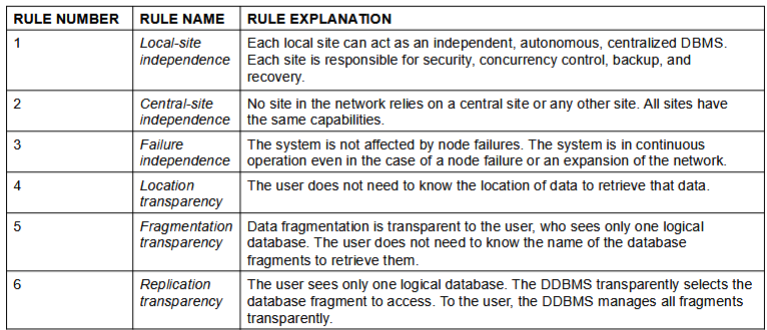 RULE NUMBER RULE NAME RULE EXPLANATION
1 Local-site Each local site can act as an independent, autonomous, centralized DBMS.
independence Each site is responsible for security, concurrency control, backup, and
recovery.
2 Central-site No site in the network relies on a central site or any other site. All sites have
independence the same capabilities.
3 Failure The system is not affected by node failures. The system is in continuous
independence operation even in the case of a node failure or an expansion of the network.
4 Location The user does not need to know the location of data to retrieve that data.
transparency
5 Fragmentation Data fragmentation is transparent to the user, who sees only one logical
transparency database. The user does not need to know the name of the database
fragments to retrieve them.
6 Replication The user sees only one logical database. The DDBMS transparently selects the
transparency database fragment to access. To the user, the DDBMS manages all fragments
transparently.